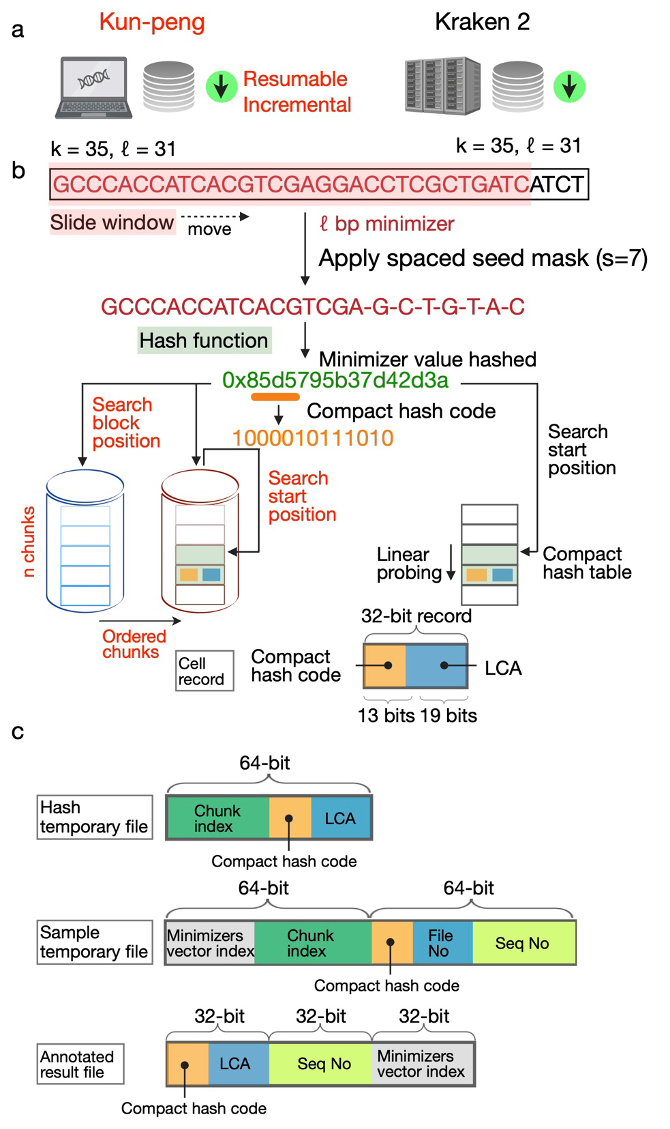 a
Kun-peng
Kraken 2
Resumable
Incremental
k = 35, ℓ = 31
k = 35, ℓ = 31
b
GCCCACCATCACGTCGAGGACCTCGCTGATCATCT
Slide window
move
ℓ bp minimizer
Apply spaced seed mask (s=7)
GCCCACCATCACGTCGA-G-C-T-G-T-A-C
Hash function
Minimizer value hashed
0x85d5795b37d42d3a
Search
block
position
Compact hash code
1000010111010
Search
start
position
Search
start
position
n chunks
Linear
probing
Compact
hash table
Ordered
chunks
32-bit record
Cell
record
Compact
hash code
LCA
13 bits
19 bits
c
64-bit
Hash
temporary file
Chunk
index
LCA
Compact hash code
64-bit
64-bit
Sample
temporary file
Minimizers
vector index
Chunk
index
File
No
Seq No
Compact hash code
32-bit
32-bit
32-bit
Annotated
result file
LCA
Seq No
Minimizers
vector index
Compact hash code